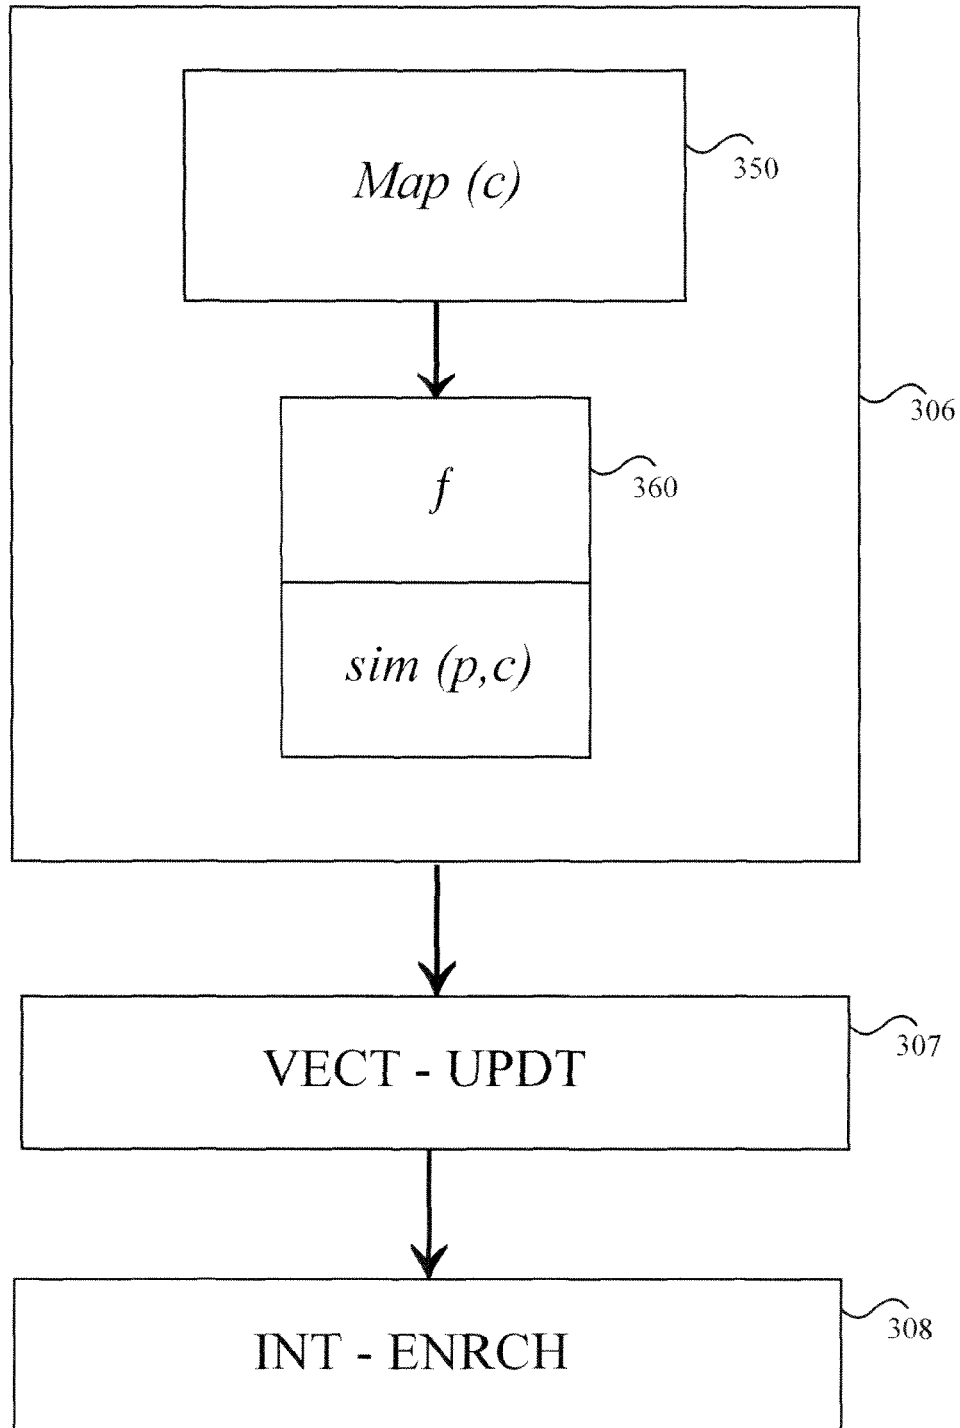 Map (c)
350
306
f
360
sim (p,c)
VECT - UPDT
307
INT - ENRCH
308